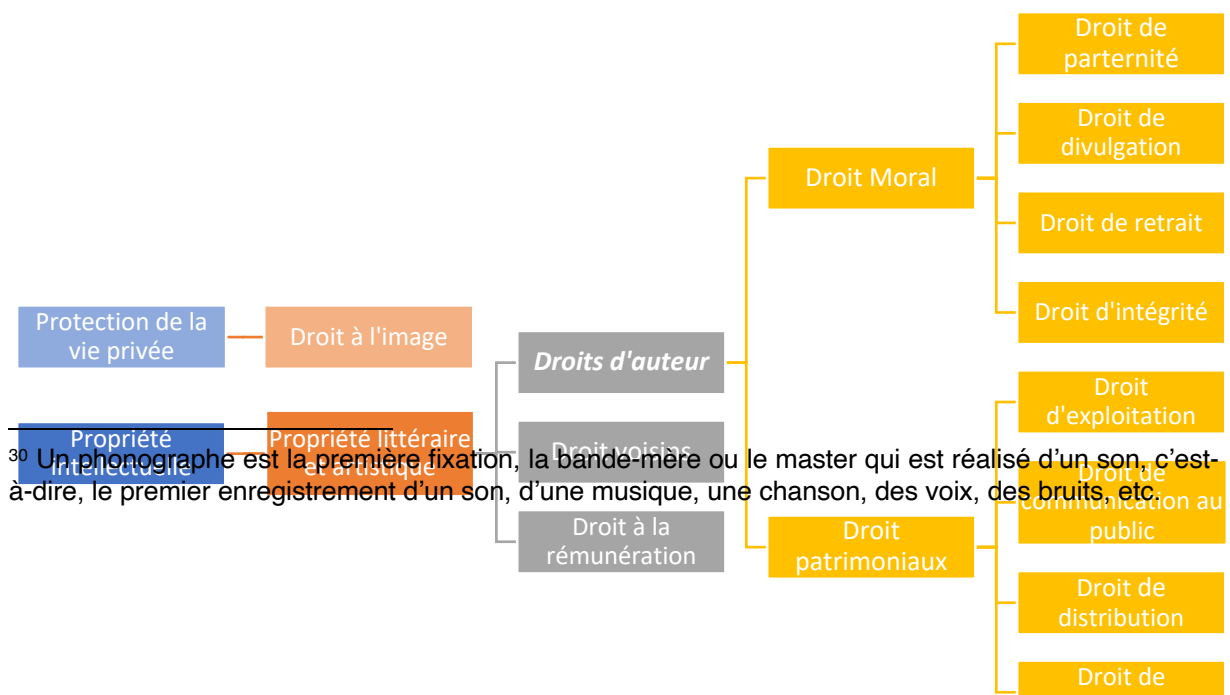 Droit de
parternité
Droit de
divulgation
Droit Moral
Droit de retrait
Droit d'intégrité
Protection de la
vie privée
Droit à l'image
Droits d'auteur
Droit
d'exploitation
Propriété
intellectuelle
Propriété littéraire
et artistique
Droit voisins
30 Un phonographe est la première fixation, la bande-mère ou le master qui est réalisé d’un son, c’est-
à-dire, le premier enregistrement d’un son, d’une musique, une chanson, des voix, des bruits, etc.
Droit de
communication au
public
Droit à la
rémunération
Droit
patrimoniaux
Droit de
distribution
Droit de